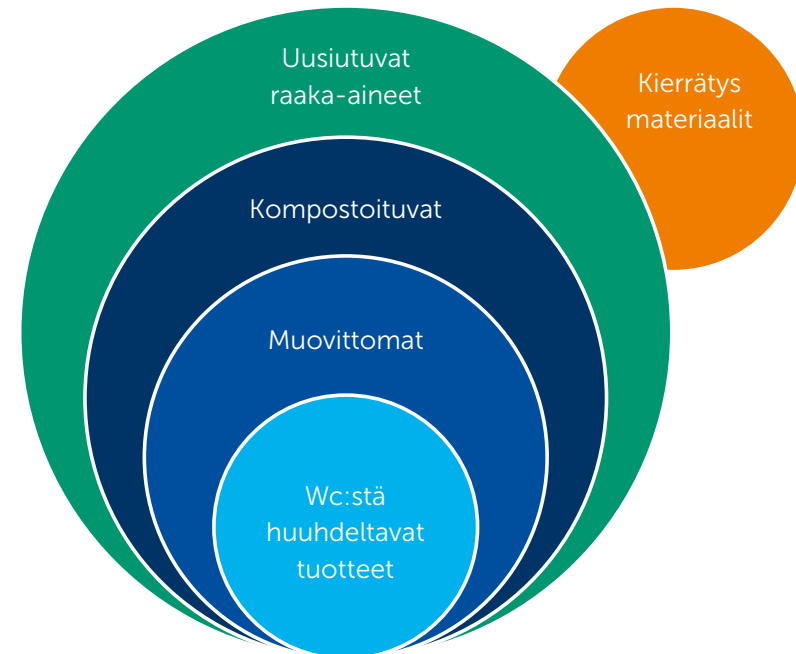 Uusiutuvat
raaka-aineet
Kierrätys
materiaalit
Kompostoituvat
Muovittomat
Wc:stä
huuhdeltavat
tuotteet